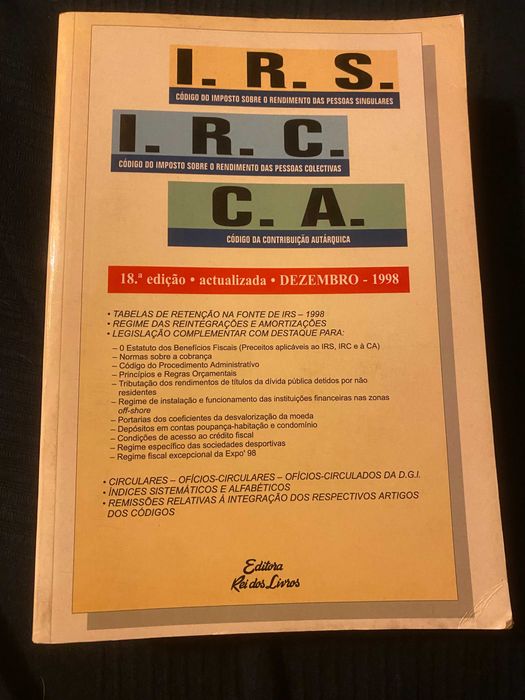 I. R. S.
CÓDIGO DO IMPOSTO SOBRE O RENDIMENTO DAS PESSOAS SINGULARES
I. R. C.
CÓDIGO DO IMPOSTO SOBRE O RENDIMENTO DAS PESSOAS COLECTIVAS
C. A.
CÓDIGO DA CONTRIBUIÇÃO AUTÁRQUICA
18.ª edição • actualizada • DEZEMBRO - 1998
• TABELAS DE RETENÇÃO NA FONTE DE IRS – 1998
• REGIME DAS REINTEGRAÇÕES E AMORTIZAÇÕES
• LEGISLAÇÃO COMPLEMENTAR COM DESTAQUE PARA:
– O Estatuto dos Benefícios Fiscais (Preceitos aplicáveis ao IRS, IRC e à CA)
– Normas sobre a cobrança
– Código do Procedimento Administrativo
– Princípios e Regras Orçamentais
– Tributação dos rendimentos de títulos da dívida pública detidos por não
residentes
– Regime de instalação e funcionamento das instituições financeiras nas zonas
off-shore
– Portarias dos coeficientes da desvalorização da moeda
– Depósitos em contas poupança-habitação e condomínio
– Condições de acesso ao crédito fiscal
– Regime específico das sociedades desportivas
– Regime fiscal excepcional da Expo' 98
• CIRCULARES – OFÍCIOS-CIRCULARES – OFÍCIOS-CIRCULADOS DA D.G.I.
• ÍNDICES SISTEMÁTICOS E ALFABÉTICOS
• REMISSÕES RELATIVAS À INTEGRAÇÃO DOS RESPECTIVOS ARTIGOS
DOS CÓDIGOS
Editora
Rei dos Livros